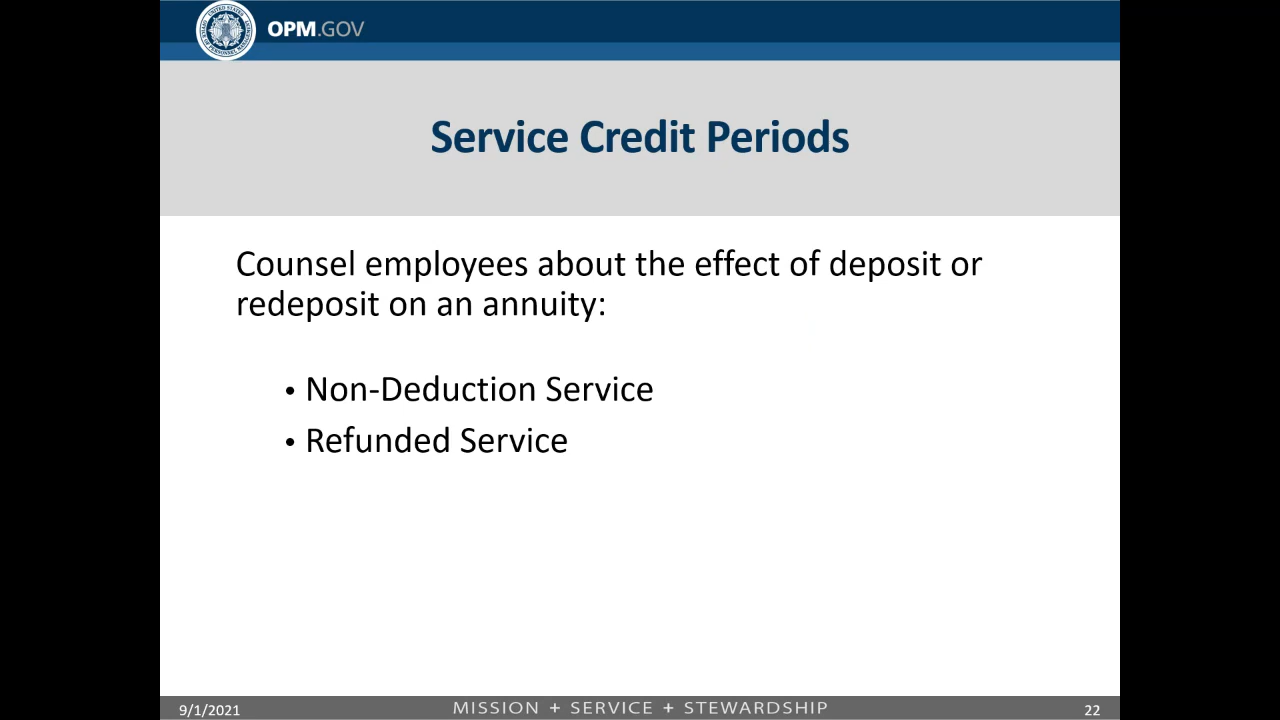 OPM.GOV
Service Credit Periods
Counsel employees about the effect of deposit or
redeposit on an annuity:
• Non-Deduction Service
• Refunded Service
9/1/2021
MISSION + SERVICE + STEWARDSHIP
22